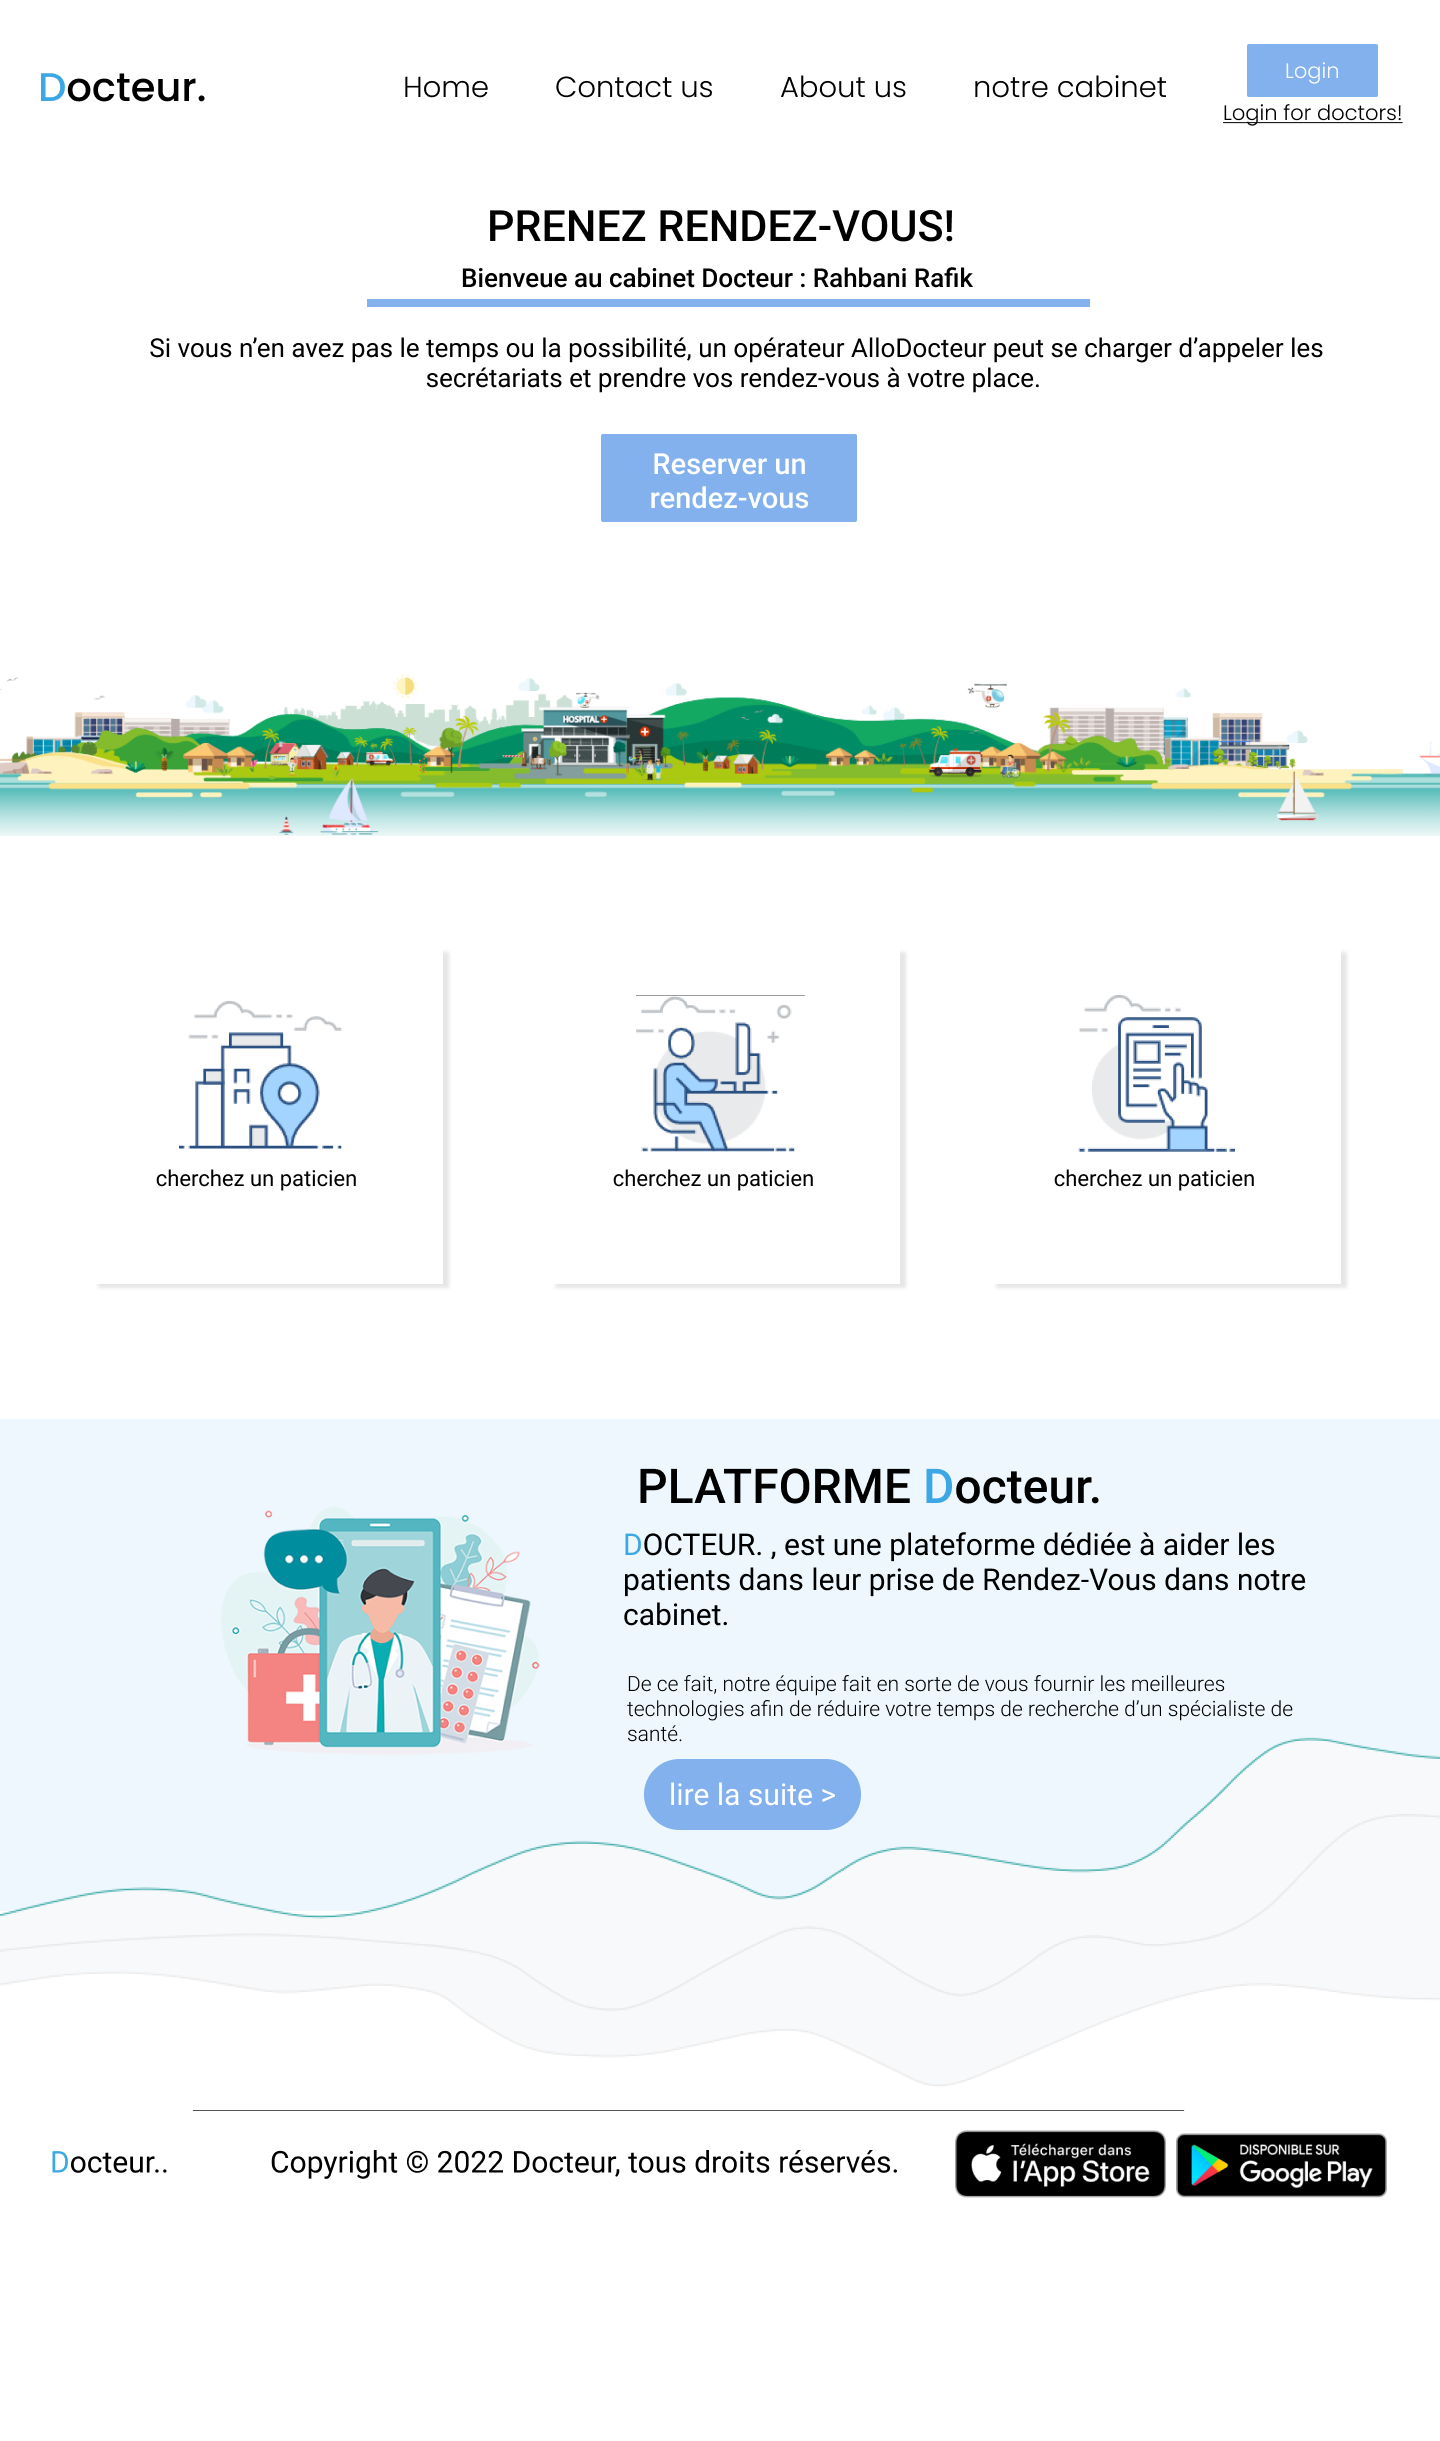 Docteur.
Home
Contact us
About us
notre cabinet
Login
Login for doctors!
PRENEZ RENDEZ-VOUS!
Bienveue au cabinet Docteur : Rahbani Rafik
Si vous n’en avez pas le temps ou la possibilité, un opérateur AlloDocteur peut se charger d’appeler les
secrétariats et prendre vos rendez-vous à votre place.
Reserver un
rendez-vous
HOSPITAL
cherchez un paticien
cherchez un paticien
cherchez un paticien
PLATFORME Docteur.
DOCTEUR. , est une plateforme dédiée à aider les
patients dans leur prise de Rendez-Vous dans notre
cabinet.
De ce fait, notre équipe fait en sorte de vous fournir les meilleures
technologies afin de réduire votre temps de recherche d’un spécialiste de
santé.
lire la suite >
Docteur..
Copyright © 2022 Docteur, tous droits réservés.
Télécharger dans
l’App Store
DISPONIBLE SUR
Google Play